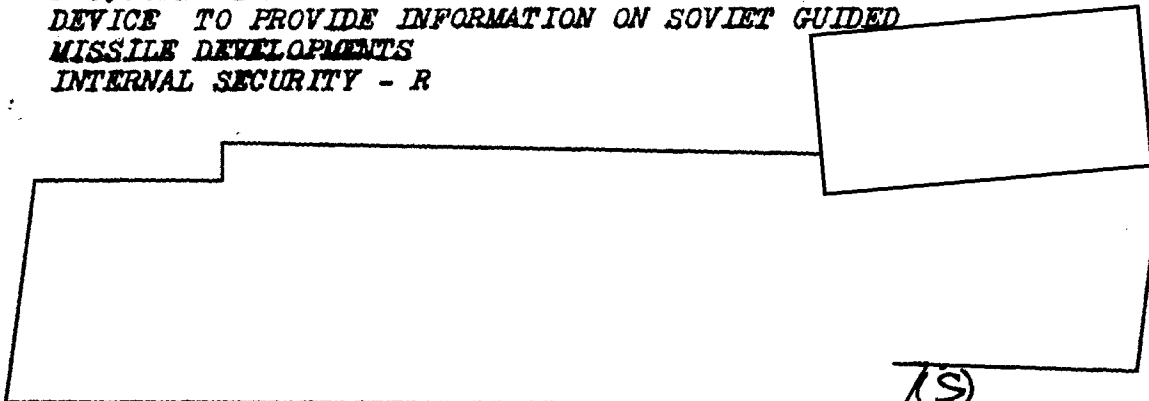 DEVICE TO PROVIDE INFORMATION ON SOVIET GUIDED
MISSILE DEVELOPMENTS
INTERNAL SECURITY - R
(S)